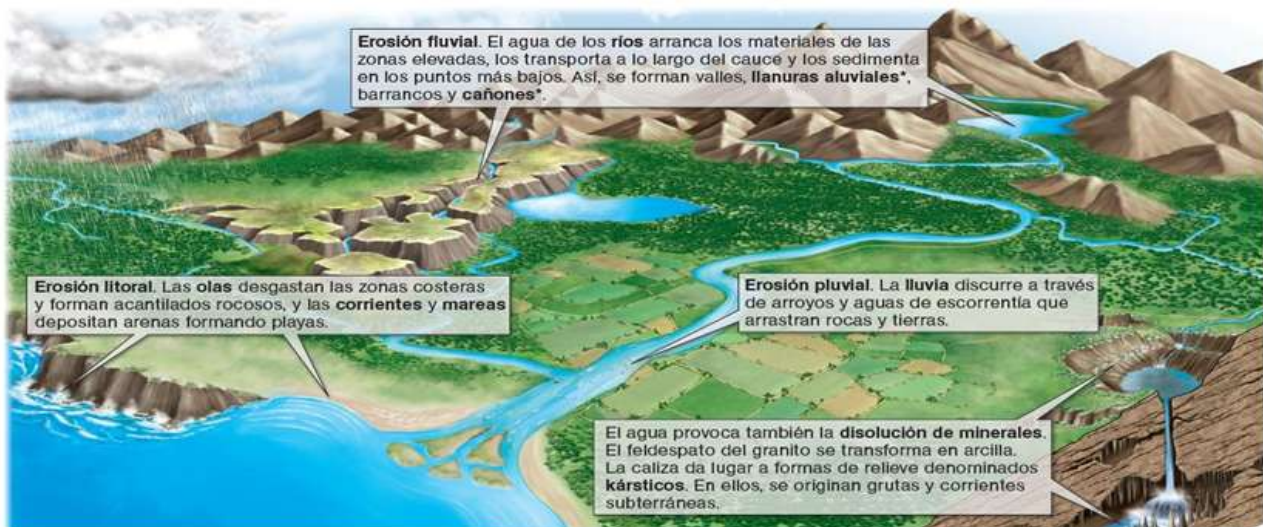 Erosión fluvial. El agua de los ríos arranca los materiales de las
zonas elevadas, los transporta a lo largo del cauce y los sedimenta
en los puntos más bajos. Así, se forman valles, llanuras aluviales*,
barrancos y cañones*.
Erosión litoral. Las olas desgastan las zonas costeras
y forman acantilados rocosos, y las corrientes y mareas
depositan arenas formando playas.
Erosión pluvial. La lluvia discurre a través
de arroyos y aguas de escorrentía que
arrastran rocas y tierras.
El agua provoca también la disolución de minerales.
El feldespato del granito se transforma en arcilla.
La caliza da lugar a formas de relieve denominados
kársticos. En ellos, se originan grutas y corrientes
subterráneas.